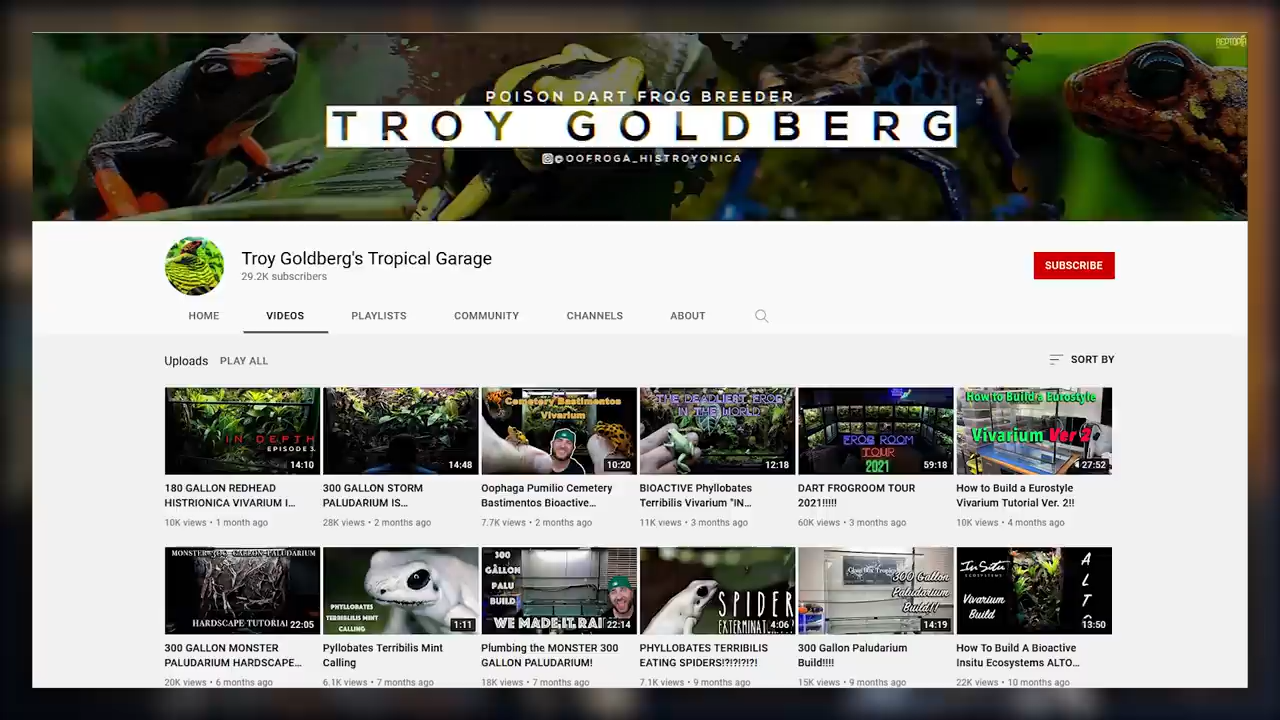 REPTOPIA
POISON DART FROG BREEDER
TROY GOLDBERG
@OOFROGA_HISTROYONICA
Troy Goldberg's Tropical Garage
29.2K subscribers
SUBSCRIBE
HOME VIDEOS PLAYLISTS COMMUNITY CHANNELS ABOUT
Uploads PLAY ALL SORT BY
IN DEPTH
EPISODE 3.
14:10
180 GALLON REDHEAD
HISTRIONICA VIVARIUM I...
10K views • 1 month ago
14:48
300 GALLON STORM
PALUDARIUM IS...
28K views • 2 months ago
Cemetery Bastimentos
Vivarium
10:20
Oophaga Pumilio Cemetery
Bastimentos Bioactive...
7.7K views • 2 months ago
THE DEADLIEST FROG
IN THE WORLD
12:18
BIOACTIVE Phyllobates
Terribilis Vivarium "IN...
11K views • 3 months ago
FROG ROOM
TOUR
2021
59:18
DART FROGROOM TOUR
2021!!!!!
60K views • 3 months ago
How to Build a Eurostyle
Vivarium Ver 2
27:52
How to Build a Eurostyle
Vivarium Tutorial Ver. 2!!
10K views • 4 months ago
MONSTER 300 GALLON PALUDARIUM
HARDSCAPE TUTORIAL
22:05
300 GALLON MONSTER
PALUDARIUM HARDSCAPE...
20K views • 6 months ago
PHYLLOBATES
TERRIBLILIS MINT
CALLING
1:11
Pyllobates Terribilis Mint
Calling
6.1K views • 7 months ago
300
GALLON
PALU
BUILD
WE MADE IT RAI
22:14
Plumbing the MONSTER 300
GALLON PALUDARIUM!
18K views • 7 months ago
SPIDER
EXTERMINAT
4:06
PHYLLOBATES TERRIBILIS
EATING SPIDERS!?!?!?!?!
7.1K views • 9 months ago
300 Gallon
Paludarium
Build!!
14:19
300 Gallon Paludarium
Build!!!!
15K views • 9 months ago
In Situ
ECOSYSTEMS
Vivarium
Build
A
L
T
13:50
How To Build A Bioactive
Insitu Ecosystems ALTO...
22K views • 10 months ago